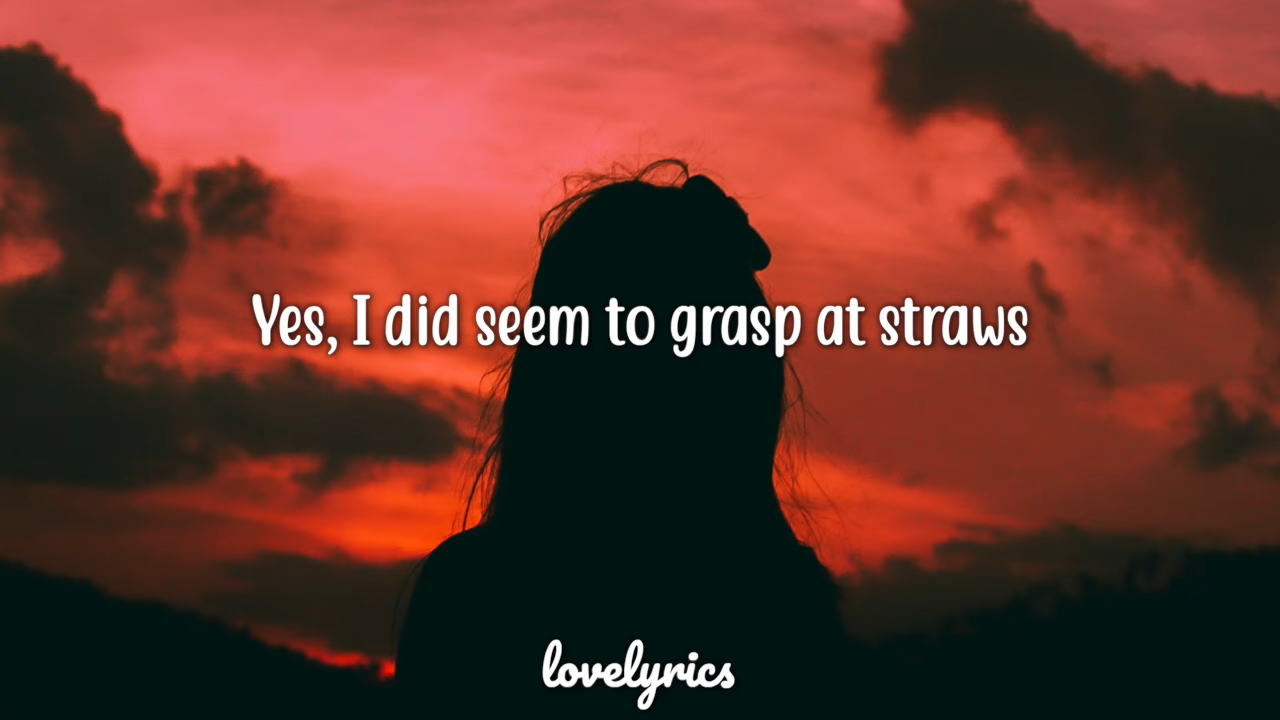 Yes, I did seem to grasp at straws
lovelyrics